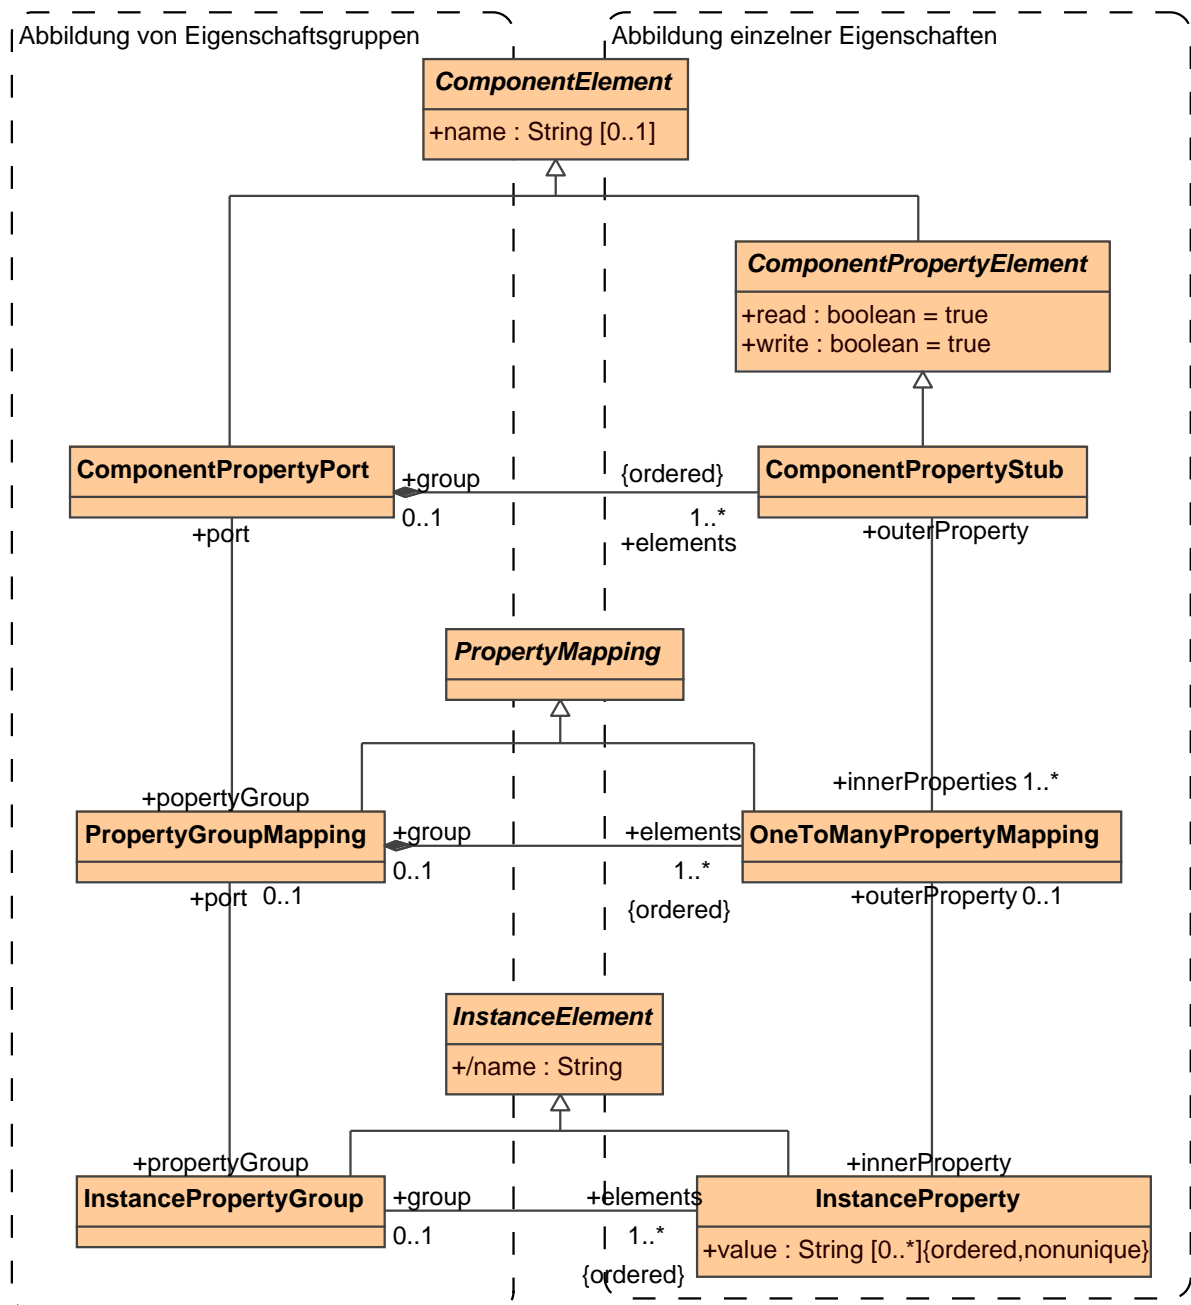 Abbildung von Eigenschaftsgruppen
Abbildung einzelner Eigenschaften
ComponentElement
+name : String [0..1]
ComponentPropertyElement
+read : boolean = true
+write : boolean = true
ComponentPropertyPort
+group
0..1
{ordered}
1..*
+elements
ComponentPropertyStub
+port
+outerProperty
PropertyMapping
+popertyGroup
+innerProperties 1..*
PropertyGroupMapping
+group
0..1
+elements
1..*
{ordered}
OneToManyPropertyMapping
+port 0..1
+outerProperty 0..1
InstanceElement
+/name : String
+propertyGroup
+innerProperty
InstancePropertyGroup
+group
0..1
+elements
1..*
{ordered}
InstanceProperty
+value : String [0..*]{ordered,nonunique}